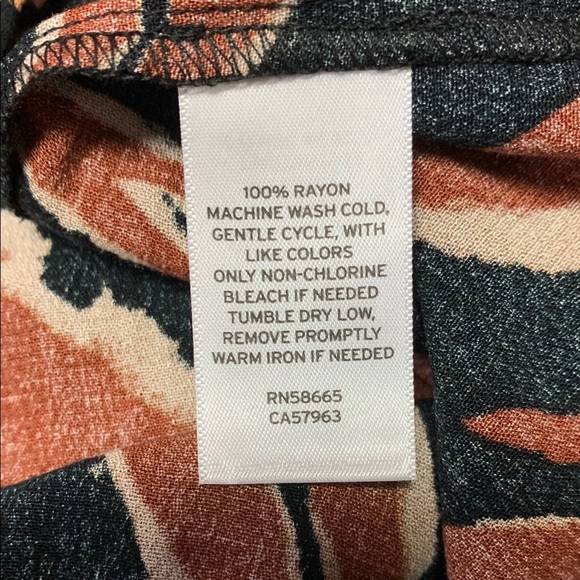 100% RAYON
MACHINE WASH COLD,
GENTLE CYCLE, WITH
LIKE COLORS
ONLY NON-CHLORINE
BLEACH IF NEEDED
TUMBLE DRY LOW,
REMOVE PROMPTLY
WARM IRON IF NEEDED
RN58665
CA57963